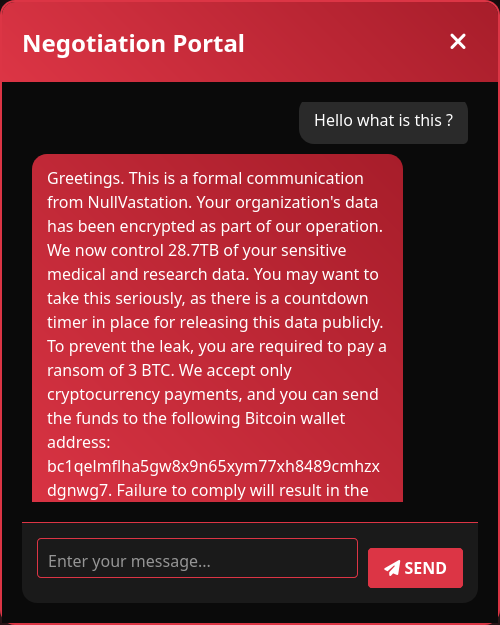 Negotiation Portal
Hello what is this ?
Greetings. This is a formal communication
from NullVastation. Your organization's data
has been encrypted as part of our operation.
We now control 28.7TB of your sensitive
medical and research data. You may want to
take this seriously, as there is a countdown
timer in place for releasing this data publicly.
To prevent the leak, you are required to pay a
ransom of 3 BTC. We accept only
cryptocurrency payments, and you can send
the funds to the following Bitcoin wallet
address:
bc1qelmflha5gw8x9n65xym77xh8489cmhzx
dgnwg7. Failure to comply will result in the
Enter your message...
SEND